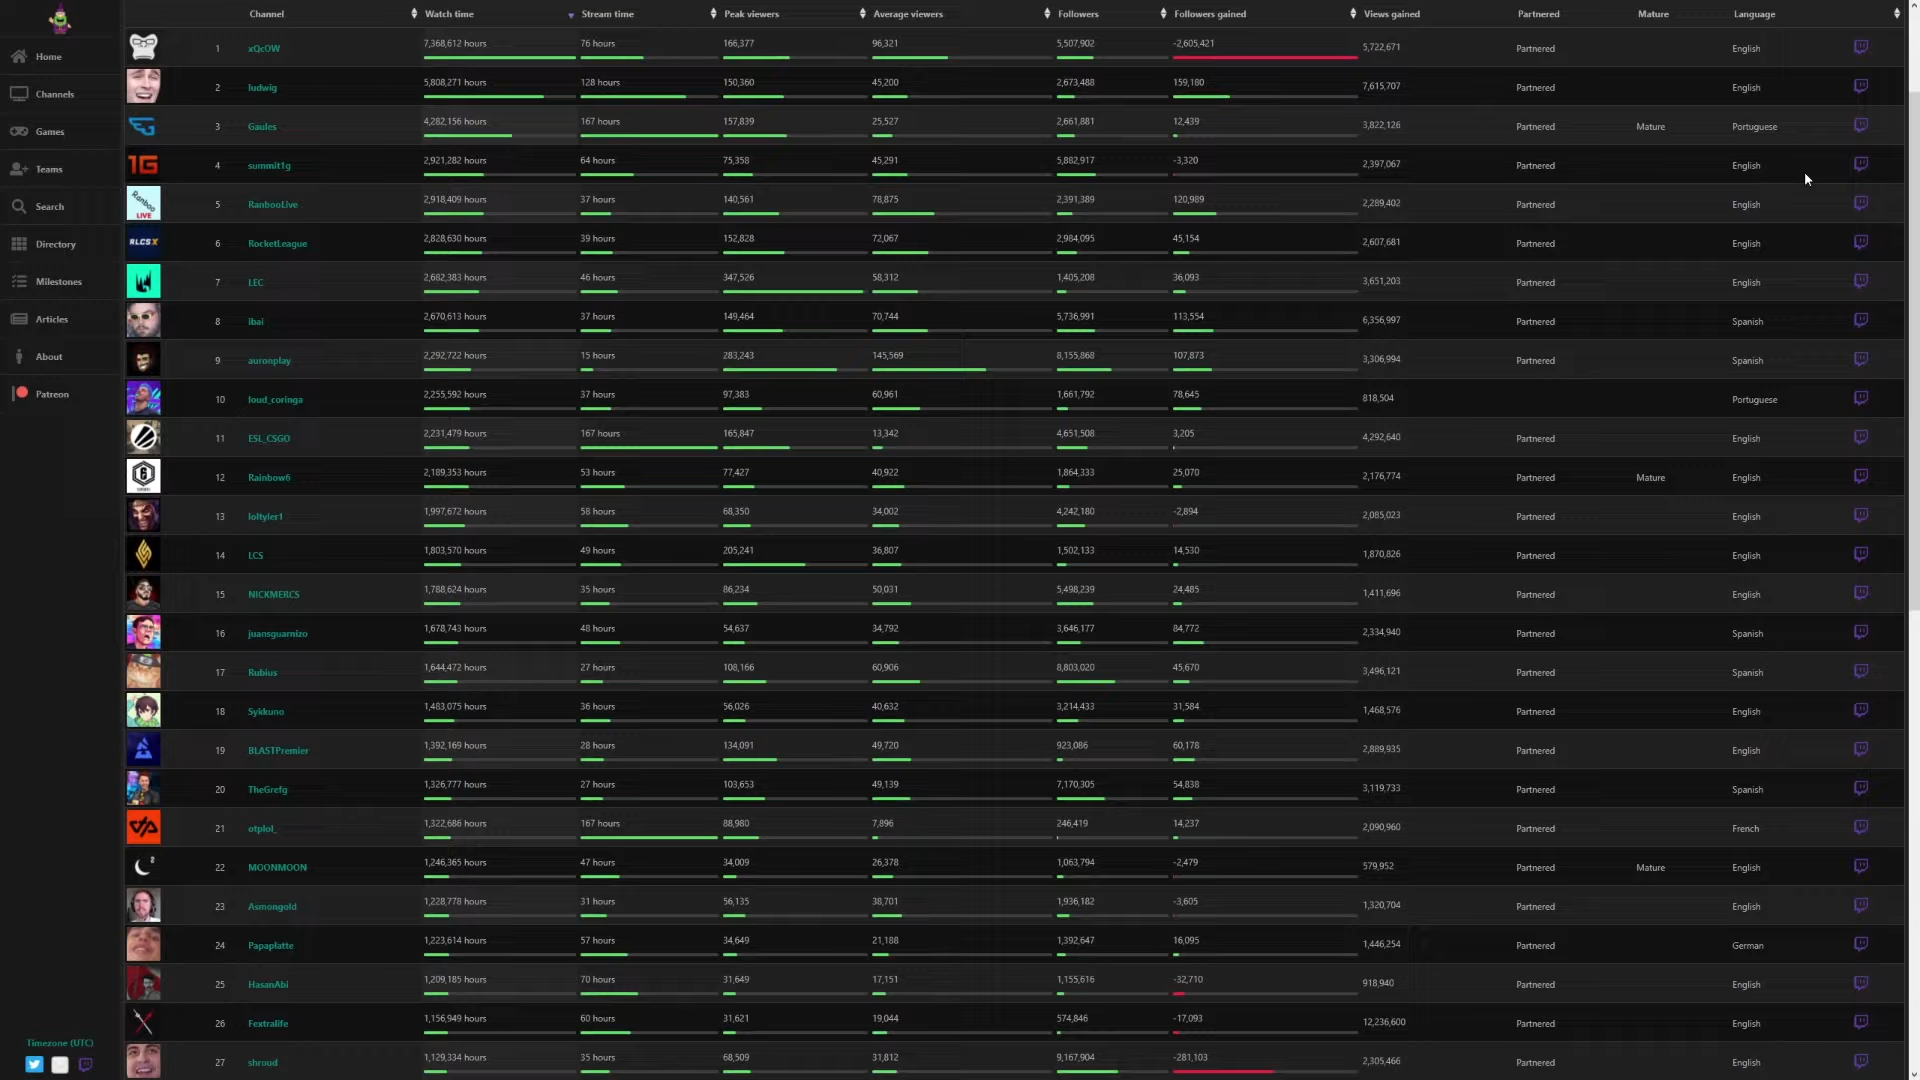 Channel Watch time Stream time Peak viewers Average viewers Followers Followers gained Views gained Partnered Mature Language
Home
Channels
Games
Teams
Search
Directory
Milestones
Articles
About
Patreon
1 xQcOW 7,368,612 hours 76 hours 166,377 96,321 5,507,902 -2,605,421 5,722,671 Partnered English
2 ludwig 5,808,271 hours 128 hours 150,360 45,200 2,673,488 159,180 7,615,707 Partnered English
3 Gaules 4,282,156 hours 167 hours 157,839 25,527 2,661,881 12,439 3,822,126 Partnered Mature Portuguese
1G 4 summit1g 2,921,282 hours 64 hours 75,358 45,291 5,882,917 -3,320 2,397,067 Partnered English
Ranboo LIVE 5 RanbooLive 2,918,409 hours 37 hours 140,561 78,875 2,391,389 120,989 2,289,402 Partnered English
RLCS X 6 RocketLeague 2,828,630 hours 39 hours 152,828 72,067 2,984,095 45,154 2,607,681 Partnered English
7 LEC 2,682,383 hours 46 hours 347,526 58,312 1,405,208 36,093 3,651,203 Partnered English
8 ibai 2,670,613 hours 37 hours 149,464 70,744 5,736,991 113,554 6,356,997 Partnered Spanish
9 auronplay 2,292,722 hours 15 hours 283,243 145,569 8,155,868 107,873 3,306,994 Partnered Spanish
10 loud_coringa 2,255,592 hours 37 hours 97,383 60,961 1,661,792 78,645 818,504 Portuguese
11 ESL_CSGO 2,231,479 hours 167 hours 165,847 13,342 4,651,508 3,205 4,292,640 Partnered English
12 Rainbow6 2,189,353 hours 53 hours 77,427 40,922 1,864,333 25,070 2,176,774 Partnered Mature English
13 loltyler1 1,997,672 hours 58 hours 68,350 34,002 4,242,180 -2,894 2,085,023 Partnered English
14 LCS 1,803,570 hours 49 hours 205,241 36,807 1,502,133 14,530 1,870,826 Partnered English
15 NICKMERCS 1,788,624 hours 35 hours 86,234 50,031 5,498,239 24,485 1,411,696 Partnered English
16 juansguarnizo 1,678,743 hours 48 hours 54,637 34,792 3,646,177 84,772 2,334,940 Partnered Spanish
17 Rubius 1,644,472 hours 27 hours 108,166 60,906 8,803,020 45,670 3,496,121 Partnered Spanish
18 Sykkuno 1,483,075 hours 36 hours 56,026 40,632 3,214,433 31,584 1,468,576 Partnered English
19 BLASTPremier 1,392,169 hours 28 hours 134,091 49,720 923,086 60,178 2,889,935 Partnered English
20 TheGrefg 1,326,777 hours 27 hours 103,653 49,139 7,170,305 54,838 3,119,733 Partnered Spanish
21 otplol_ 1,322,686 hours 167 hours 88,980 7,896 246,419 14,237 2,090,960 Partnered French
2 22 MOONMOON 1,246,365 hours 47 hours 34,009 26,378 1,063,794 -2,479 579,952 Partnered Mature English
23 Asmongold 1,228,778 hours 31 hours 56,135 38,701 1,936,182 -3,605 1,320,704 Partnered English
24 Papaplatte 1,223,614 hours 57 hours 34,649 21,188 1,392,647 16,095 1,446,254 Partnered German
25 HasanAbi 1,209,185 hours 70 hours 31,649 17,151 1,155,616 -32,710 918,940 Partnered English
26 Fextralife 1,156,949 hours 60 hours 31,621 19,044 574,846 -17,093 12,236,600 Partnered English
27 shroud 1,129,334 hours 35 hours 68,509 31,812 9,167,904 -281,103 2,305,466 Partnered English
Timezone (UTC)